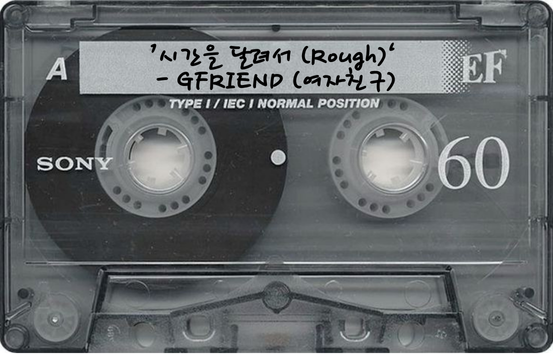 '시간을 달려서 (Rough)'
- GFRIEND (여자친구)
A
EF
TYPE I / IEC I NORMAL POSITION
SONY
60